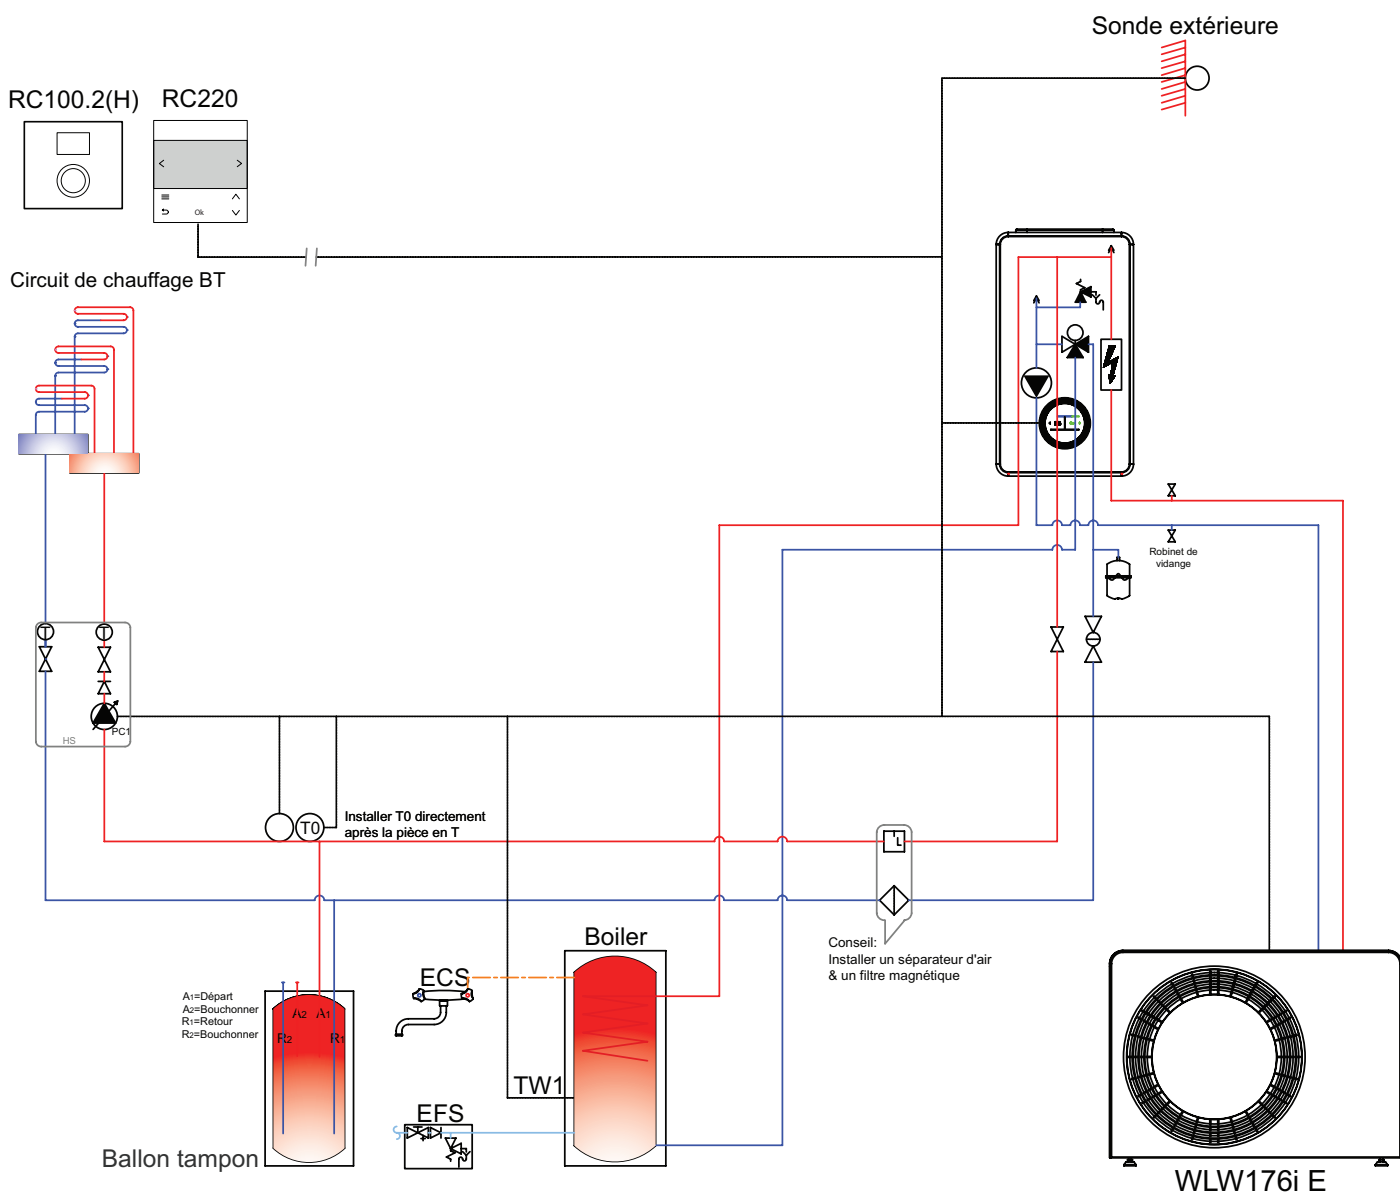 Sonde extérieure
RC100.2(H)
RC220
Ok
Circuit de chauffage BT
Robinet de
vidange
T
T
PC1
HS
T0
Installer T0 directement
après la pièce en T
L
Conseil:
Installer un séparateur d'air
& un filtre magnétique
Boiler
ECS
A1=Départ
A2=Bouchonner
R1=Retour
R2=Bouchonner
A2
A1
R2
R1
TW1
EFS
Ballon tampon
WLW176i E